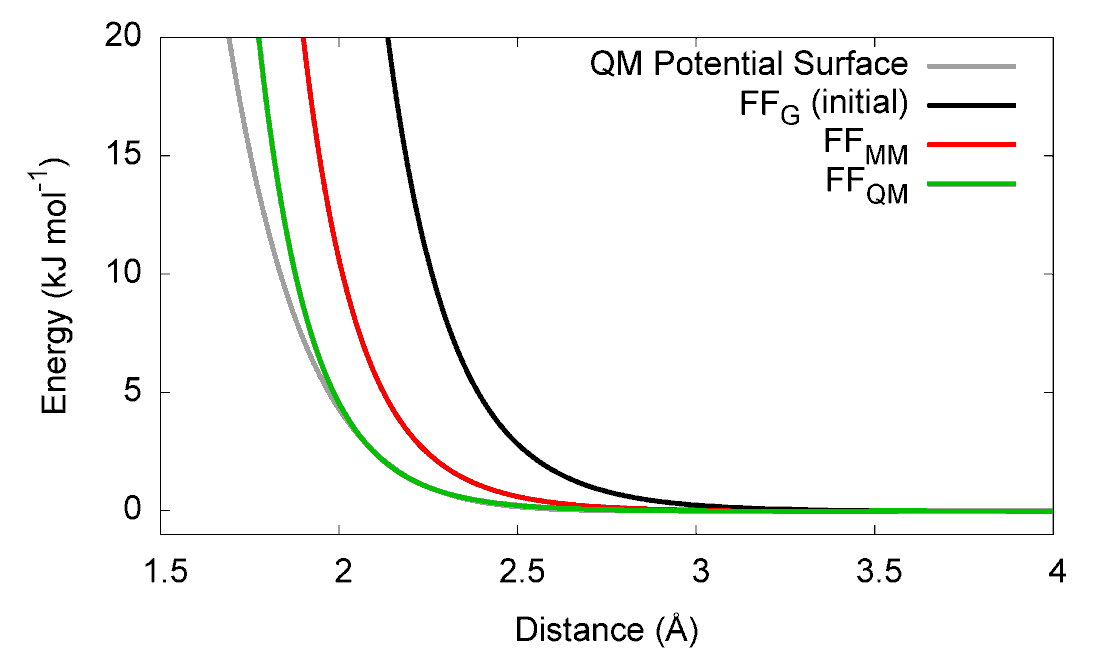 20
15
10
5
0
Energy (kJ mol⁻¹)
QM Potential Surface
FF_G (initial)
FF_MM
FF_QM
1.5 2 2.5 3 3.5 4
Distance (Å)